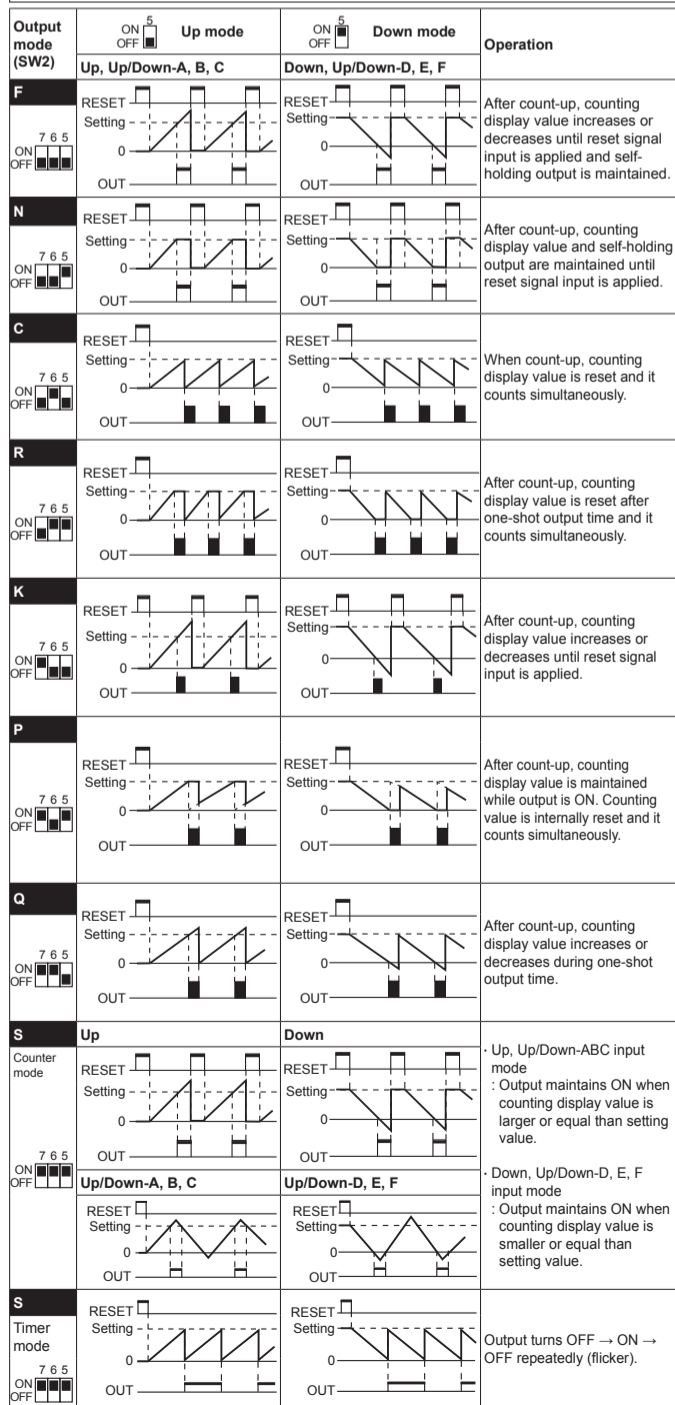 Output
mode
(SW2)
5
ON
OFF
Up mode
5
ON
OFF
Down mode
Operation
Up, Up/Down-A, B, C
Down, Up/Down-D, E, F
F
7 6 5
ON
OFF
RESET
Setting
0
OUT
RESET
Setting
0
OUT
After count-up, counting
display value increases or
decreases until reset signal
input is applied and self-
holding output is maintained.
N
7 6 5
ON
OFF
RESET
Setting
0
OUT
RESET
Setting
0
OUT
After count-up, counting
display value and self-holding
output are maintained until
reset signal input is applied.
C
7 6 5
ON
OFF
RESET
Setting
0
OUT
RESET
Setting
0
OUT
When count-up, counting
display value is reset and it
counts simultaneously.
R
7 6 5
ON
OFF
RESET
Setting
0
OUT
RESET
Setting
0
OUT
After count-up, counting
display value is reset after
one-shot output time and it
counts simultaneously.
K
7 6 5
ON
OFF
RESET
Setting
0
OUT
RESET
Setting
0
OUT
After count-up, counting
display value increases or
decreases until reset signal
input is applied.
P
7 6 5
ON
OFF
RESET
Setting
0
OUT
RESET
Setting
0
OUT
After count-up, counting
display value is maintained
while output is ON. Counting
value is internally reset and it
counts simultaneously.
Q
7 6 5
ON
OFF
RESET
Setting
0
OUT
RESET
Setting
0
OUT
After count-up, counting
display value increases or
decreases during one-shot
output time.
S
Counter
mode
7 6 5
ON
OFF
Up
RESET
Setting
0
OUT
Down
RESET
Setting
0
OUT
Up/Down-A, B, C
RESET
Setting
0
OUT
Up/Down-D, E, F
RESET
Setting
0
OUT
· Up, Up/Down-ABC input
mode
: Output maintains ON when
counting display value is
larger or equal than setting
value.
· Down, Up/Down-D, E, F
input mode
: Output maintains ON when
counting display value is
smaller or equal than
setting value.
S
Timer
mode
7 6 5
ON
OFF
RESET
Setting
0
OUT
RESET
Setting
0
OUT
Output turns OFF → ON →
OFF repeatedly (flicker).